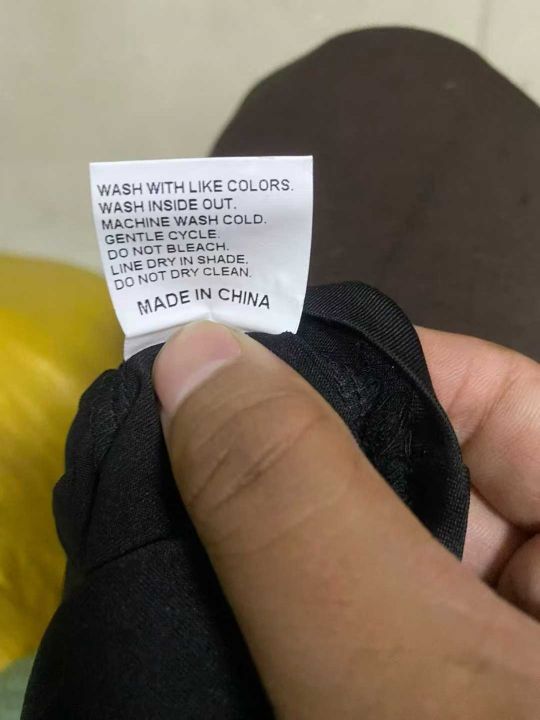 WASH WITH LIKE COLORS.
WASH INSIDE OUT.
MACHINE WASH COLD.
GENTLE CYCLE.
DO NOT BLEACH.
LINE DRY IN SHADE.
DO NOT DRY CLEAN.
MADE IN CHINA